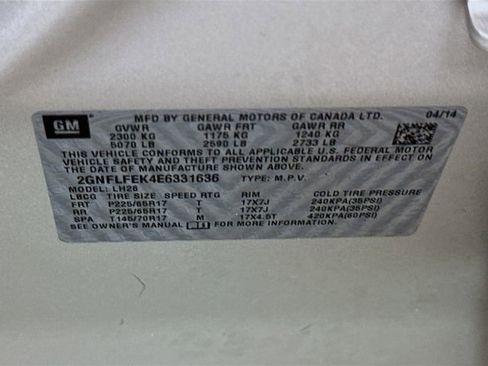 GM MFD BY GENERAL MOTORS OF CANADA LTD. 04/14
GVWR GAWR FRT GAWR RR
2300 KG 1175 KG 1240 KG
5070 LB 2590 LB 2733 LB
THIS VEHICLE CONFORMS TO ALL APPLICABLE U.S. FEDERAL MOTOR
VEHICLE SAFETY AND THEFT PREVENTION STANDARDS IN EFFECT ON
THE DATE OF MANUFACTURE SHOWN ABOVE.
2GNFLFEK4E6331636 TYPE: M.P.V.
MODEL: LH26
LBCG TIRE SIZE SPEED RTG RIM COLD TIRE PRESSURE
FRT P225/65R17 T 17X7J 240KPA(35PSI)
RR P225/65R17 T 17X7J 240KPA(35PSI)
SPA T145/70R17 M 17X4.5T 420KPA(60PSI)
SEE OWNER'S MANUAL FOR MORE INFORMATION.